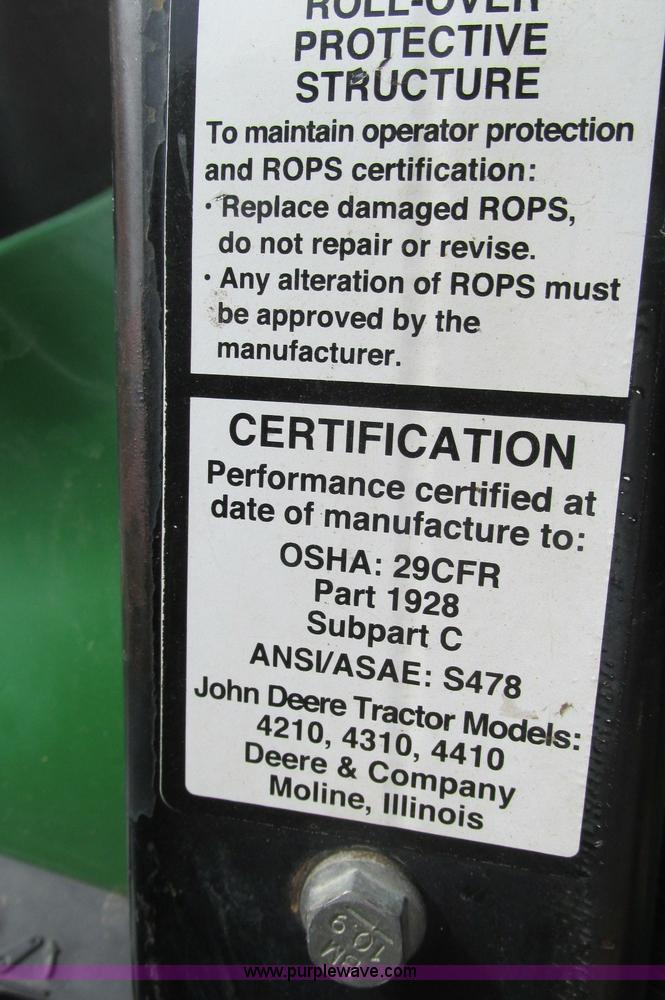 ROLL-OVER
PROTECTIVE
STRUCTURE
To maintain operator protection
and ROPS certification:
· Replace damaged ROPS,
do not repair or revise.
· Any alteration of ROPS must
be approved by the
manufacturer.
CERTIFICATION
Performance certified at
date of manufacture to:
OSHA: 29CFR
Part 1928
Subpart C
ANSI/ASAE: S478
John Deere Tractor Models:
4210, 4310, 4410
Deere & Company
Moline, Illinois
10.9
www.purplewave.com